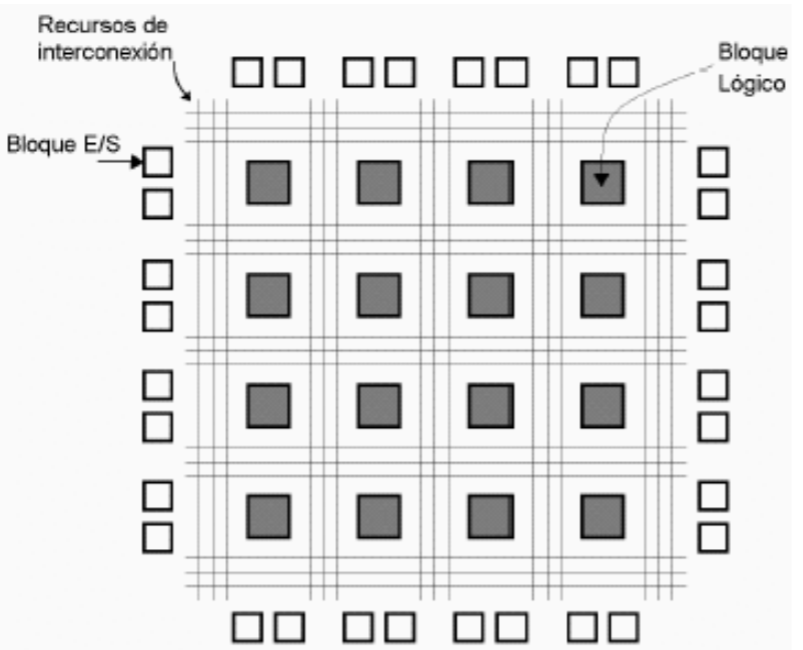 Recursos de
interconexión
Bloque
Lógico
Bloque E/S